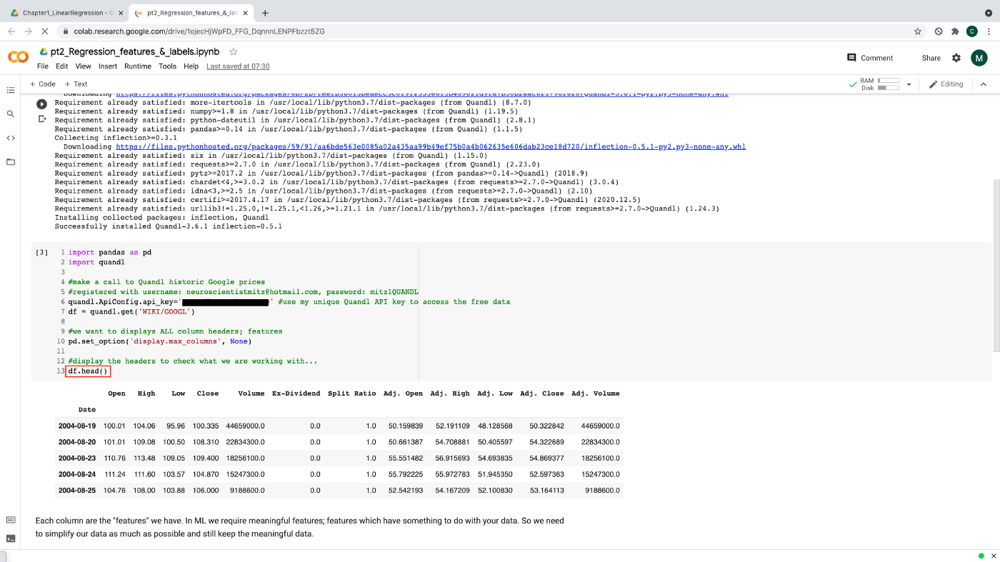 Chapter1_LinearRegression - G
pt2_Regression_features_&_lab
colab.research.google.com/drive/1ojecHjWpFD_FFG_DqnnnLENPFbzzt5ZG
C
CO pt2_Regression_features_&_labels.ipynb
File Edit View Insert Runtime Tools Help Last saved at 07:30
Comment Share M
+ Code + Text
RAM
Disk
Editing
Downloading
Requirement already satisfied: more-itertools in /usr/local/lib/python3.7/dist-packages (from Quandl) (8.7.0)
Requirement already satisfied: numpy>=1.8 in /usr/local/lib/python3.7/dist-packages (from Quandl) (1.19.5)
Requirement already satisfied: python-dateutil in /usr/local/lib/python3.7/dist-packages (from Quandl) (2.8.1)
Requirement already satisfied: pandas>=0.14 in /usr/local/lib/python3.7/dist-packages (from Quandl) (1.1.5)
Collecting inflection>=0.3.1
Downloading https://files.pythonhosted.org/packages/59/91/aa6bde563e0085a02a435aa99b49ef75b0a4b062635e606dab23ce18d720/inflection-0.5.1-py2.py3-none-any.whl
Requirement already satisfied: six in /usr/local/lib/python3.7/dist-packages (from Quandl) (1.15.0)
Requirement already satisfied: requests>=2.7.0 in /usr/local/lib/python3.7/dist-packages (from Quandl) (2.23.0)
Requirement already satisfied: pytz>=2017.2 in /usr/local/lib/python3.7/dist-packages (from pandas>=0.14->Quandl) (2018.9)
Requirement already satisfied: chardet<4,>=3.0.2 in /usr/local/lib/python3.7/dist-packages (from requests>=2.7.0->Quandl) (3.0.4)
Requirement already satisfied: idna<3,>=2.5 in /usr/local/lib/python3.7/dist-packages (from requests>=2.7.0->Quandl) (2.10)
Requirement already satisfied: certifi>=2017.4.17 in /usr/local/lib/python3.7/dist-packages (from requests>=2.7.0->Quandl) (2020.12.5)
Requirement already satisfied: urllib3!=1.25.0,!=1.25.1,<1.26,>=1.21.1 in /usr/local/lib/python3.7/dist-packages (from requests>=2.7.0->Quandl) (1.24.3)
Installing collected packages: inflection, Quandl
Successfully installed Quandl-3.6.1 inflection-0.5.1
[3] 1 import pandas as pd
2 import quandl
3
4 #make a call to Quandl historic Google prices
5 #registered with username: neuroscientistmitz@hotmail.com, password: mitz1QUANDL
6 quandl.ApiConfig.api_key=' ' #use my unique Quandl API key to access the free data
7 df = quandl.get('WIKI/GOOGL')
8
9 #we want to displays ALL column headers; features
10 pd.set_option('display.max_columns', None)
11
12 #display the headers to check what we are working with...
13 df.head()
Open High Low Close Volume Ex-Dividend Split Ratio Adj. Open Adj. High Adj. Low Adj. Close Adj. Volume
Date
2004-08-19 100.01 104.06 95.96 100.335 44659000.0 0.0 1.0 50.159839 52.191109 48.128568 50.322842 44659000.0
2004-08-20 101.01 109.08 100.50 108.310 22834300.0 0.0 1.0 50.661387 54.708881 50.405597 54.322689 22834300.0
2004-08-23 110.76 113.48 109.05 109.400 18256100.0 0.0 1.0 55.551482 56.915693 54.693835 54.869377 18256100.0
2004-08-24 111.24 111.60 103.57 104.870 15247300.0 0.0 1.0 55.792225 55.972783 51.945350 52.597363 15247300.0
2004-08-25 104.76 108.00 103.88 106.000 9188600.0 0.0 1.0 52.542193 54.167209 52.100830 53.164113 9188600.0
Each column are the "features" we have. In ML we require meaningful features; features which have something to do with your data. So we need
to simplify our data as much as possible and still keep the meaningful data.